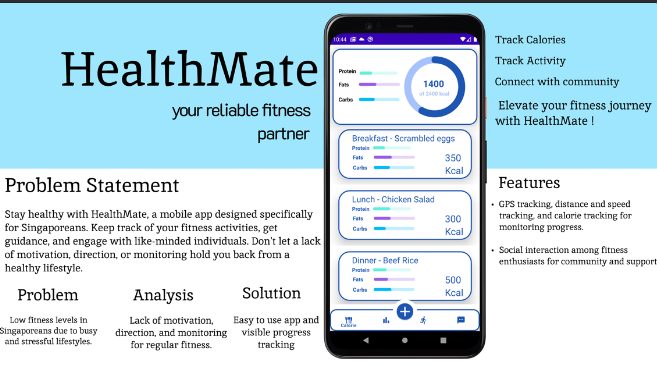 HealthMate
your reliable fitness
partner
Problem Statement
Stay healthy with HealthMate, a mobile app designed specifically
for Singaporeans. Keep track of your fitness activities, get
guidance, and engage with like-minded individuals. Don't let a lack
of motivation, direction, or monitoring hold you back from a
healthy lifestyle.
Problem
Low fitness levels in
Singaporeans due to busy
and stressful lifestyles.
Analysis
Lack of motivation,
direction, and monitoring
for regular fitness.
Solution
Easy to use app and
visible progress
tracking
10:44
Protein
Fats
Carbs
1400
of 2400 kcal
Breakfast - Scrambled eggs
Protein
Fats
Carbs
350
Kcal
Lunch - Chicken Salad
Protein
Fats
Carbs
300
Kcal
Dinner - Beef Rice
Protein
Fats
Carbs
500
Kcal
Calorie
Track Calories
Track Activity
Connect with community
Elevate your fitness journey
with HealthMate !
Features
• GPS tracking, distance and speed
tracking, and calorie tracking for
monitoring progress.
• Social interaction among fitness
enthusiasts for community and support